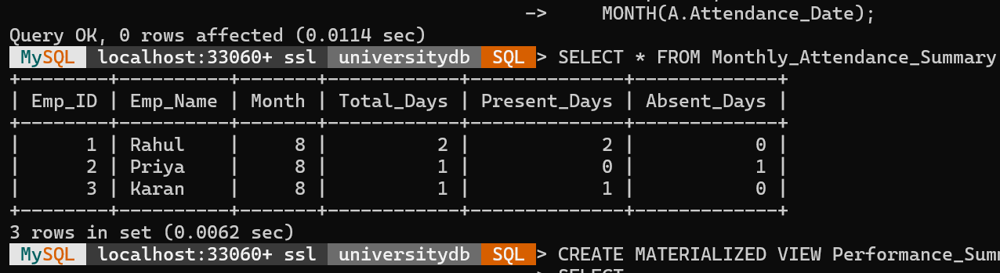 -> MONTH(A.Attendance_Date);
Query OK, 0 rows affected (0.0114 sec)
MySQL localhost:33060+ ssl universitydb SQL > SELECT * FROM Monthly_Attendance_Summary
+--------+----------+-------+------------+--------------+-------------+
| Emp_ID | Emp_Name | Month | Total_Days | Present_Days | Absent_Days |
+--------+----------+-------+------------+--------------+-------------+
| 1 | Rahul | 8 | 2 | 2 | 0 |
| 2 | Priya | 8 | 1 | 0 | 1 |
| 3 | Karan | 8 | 1 | 1 | 0 |
+--------+----------+-------+------------+--------------+-------------+
3 rows in set (0.0062 sec)
MySQL localhost:33060+ ssl universitydb SQL > CREATE MATERIALIZED VIEW Performance_Sum
SELECT